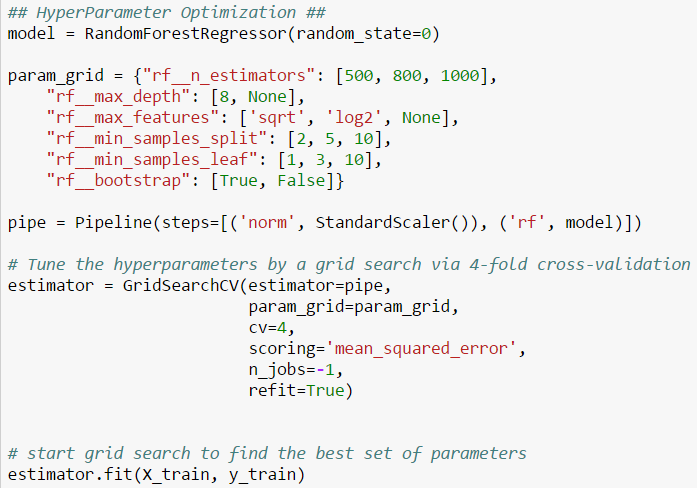 ## HyperParameter Optimization ##
model = RandomForestRegressor(random_state=0)
param_grid = {"rf__n_estimators": [500, 800, 1000],
    "rf__max_depth": [8, None],
    "rf__max_features": ['sqrt', 'log2', None],
    "rf__min_samples_split": [2, 5, 10],
    "rf__min_samples_leaf": [1, 3, 10],
    "rf__bootstrap": [True, False]}
pipe = Pipeline(steps=[('norm', StandardScaler()), ('rf', model)])
# Tune the hyperparameters by a grid search via 4-fold cross-validation
estimator = GridSearchCV(estimator=pipe,
                         param_grid=param_grid,
                         cv=4,
                         scoring='mean_squared_error',
                         n_jobs=-1,
                         refit=True)
# start grid search to find the best set of parameters
estimator.fit(X_train, y_train)